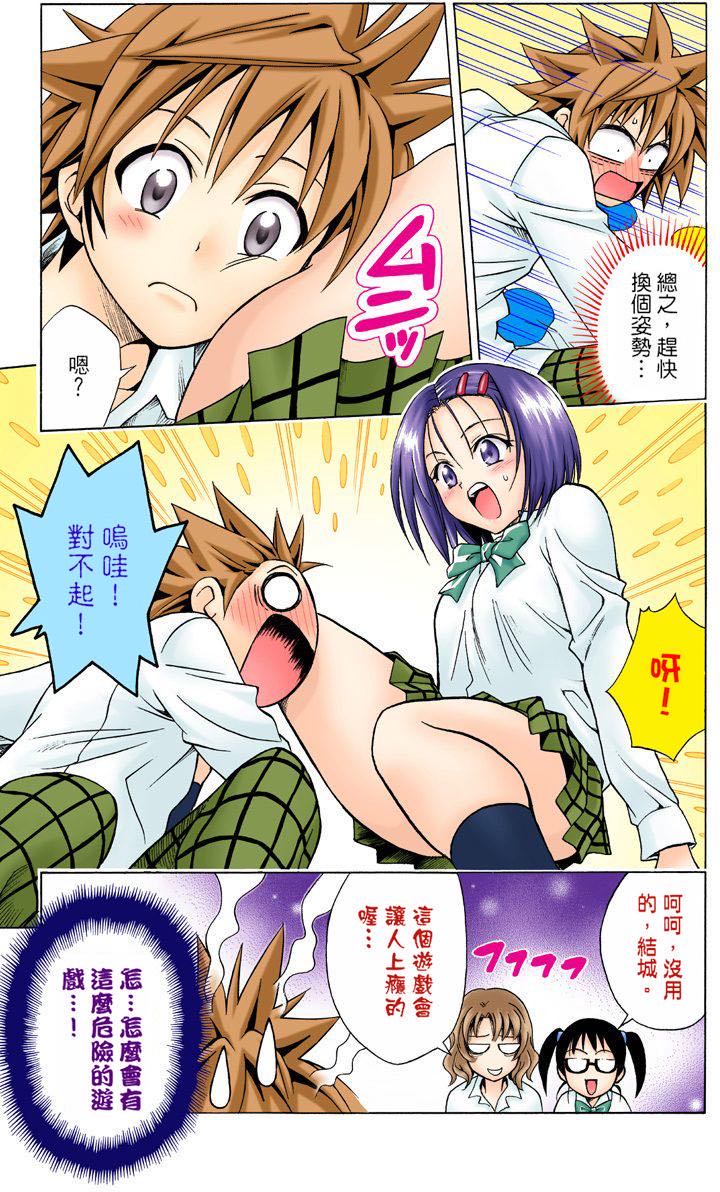 總之，趕快
換個姿勢…
ムニッ
嗯？
呀！
嗚哇！
對不起！
呵呵，沒用
的，結城。
フフフフ
這個遊戲會
讓人上癮的
喔…
怎…怎麼會有
這麼危險的遊
戲…！